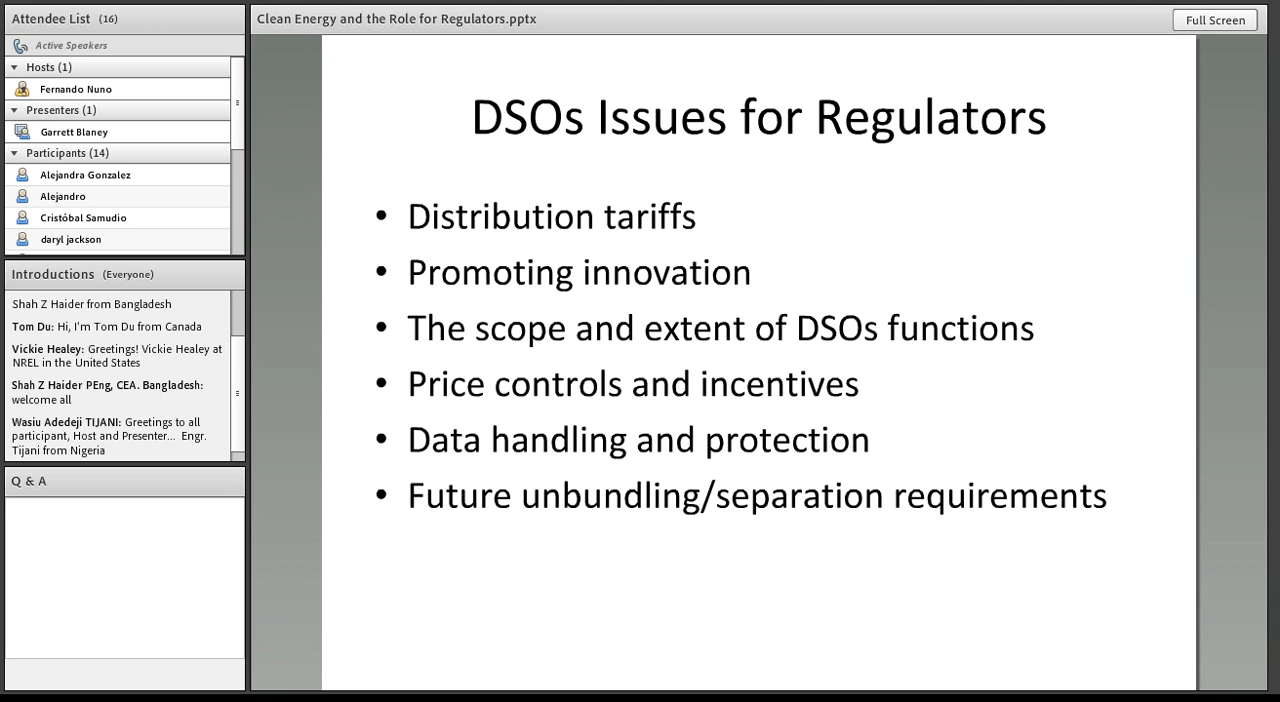 Attendee List (16)
Active Speakers
Hosts (1)
Fernando Nuno
Presenters (1)
Garrett Blaney
Participants (14)
Alejandra Gonzalez
Alejandro
Cristóbal Samudio
daryl jackson
Introductions (Everyone)
Shah Z Haider from Bangladesh
Tom Du: Hi, I'm Tom Du from Canada
Vickie Healey: Greetings! Vickie Healey at
NREL in the United States
Shah Z Haider PEng, CEA. Bangladesh:
welcome all
Wasiu Adedeji TIJANI: Greetings to all
participant, Host and Presenter... Engr.
Tijani from Nigeria
Q & A
Clean Energy and the Role for Regulators.pptx
Full Screen
DSOs Issues for Regulators
• Distribution tariffs
• Promoting innovation
• The scope and extent of DSOs functions
• Price controls and incentives
• Data handling and protection
• Future unbundling/separation requirements